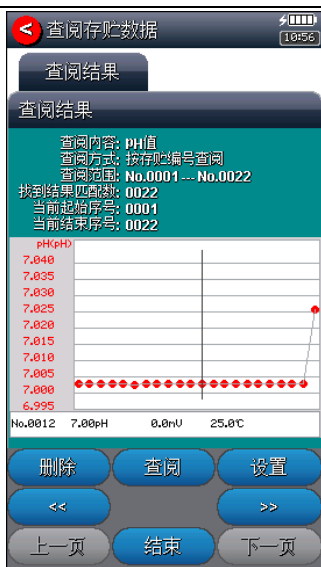 查阅存贮数据
10:56
查阅结果
查阅结果
查阅内容: pH值
查阅方式: 按存贮编号查阅
查阅范围: No.0001 --- No.0022
找到结果匹配数: 0022
当前起始序号: 0001
当前结束序号: 0022
pH(pH)
7.040
7.035
7.030
7.025
7.020
7.015
7.010
7.005
7.000
6.995
No.0012 7.00pH 0.0mV 25.0℃
删除 查阅 设置
<< >>
上一页 结束 下一页